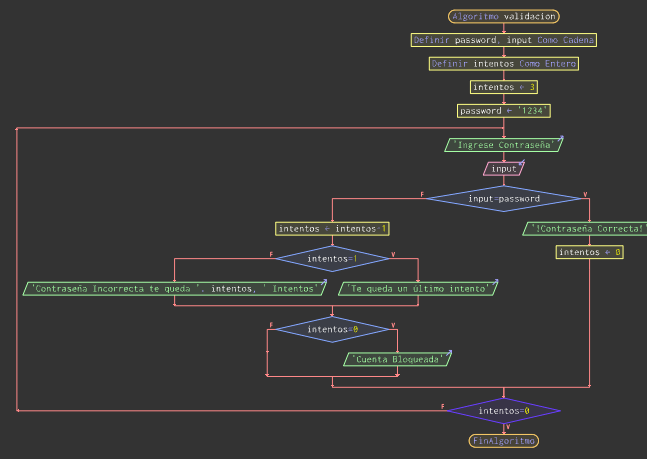 Algoritmo validacion
Definir password, input Como Cadena
Definir intentos Como Entero
intentos ← 3
password ← '1234'
'Ingrese Contraseña'
input
input=password
F
V
intentos ← intentos-1
'!Contraseña Correcta!'
intentos=1
intentos ← 0
F
V
'Contraseña Incorrecta te queda ', intentos, ' Intentos'
'Te queda un último intento'
intentos=0
F
V
'Cuenta Bloqueada'
intentos=0
F
V
FinAlgoritmo